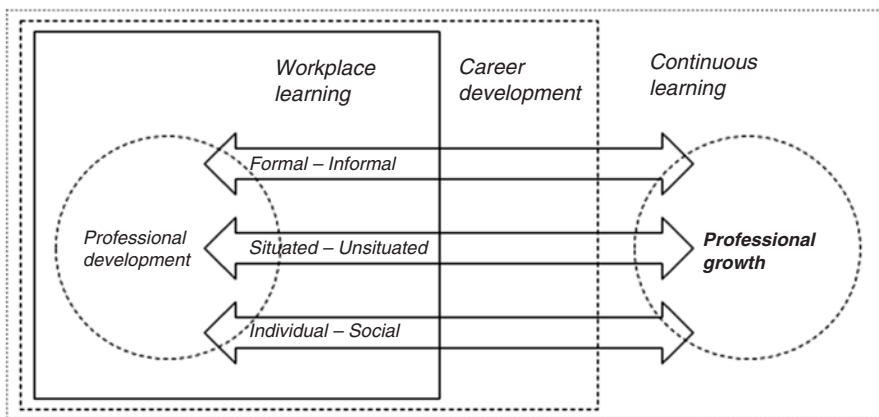 Workplace
learning
Career
development
Continuous
learning
Formal – Informal
Professional
development
Situated – Unsituated
Professional
growth
Individual – Social